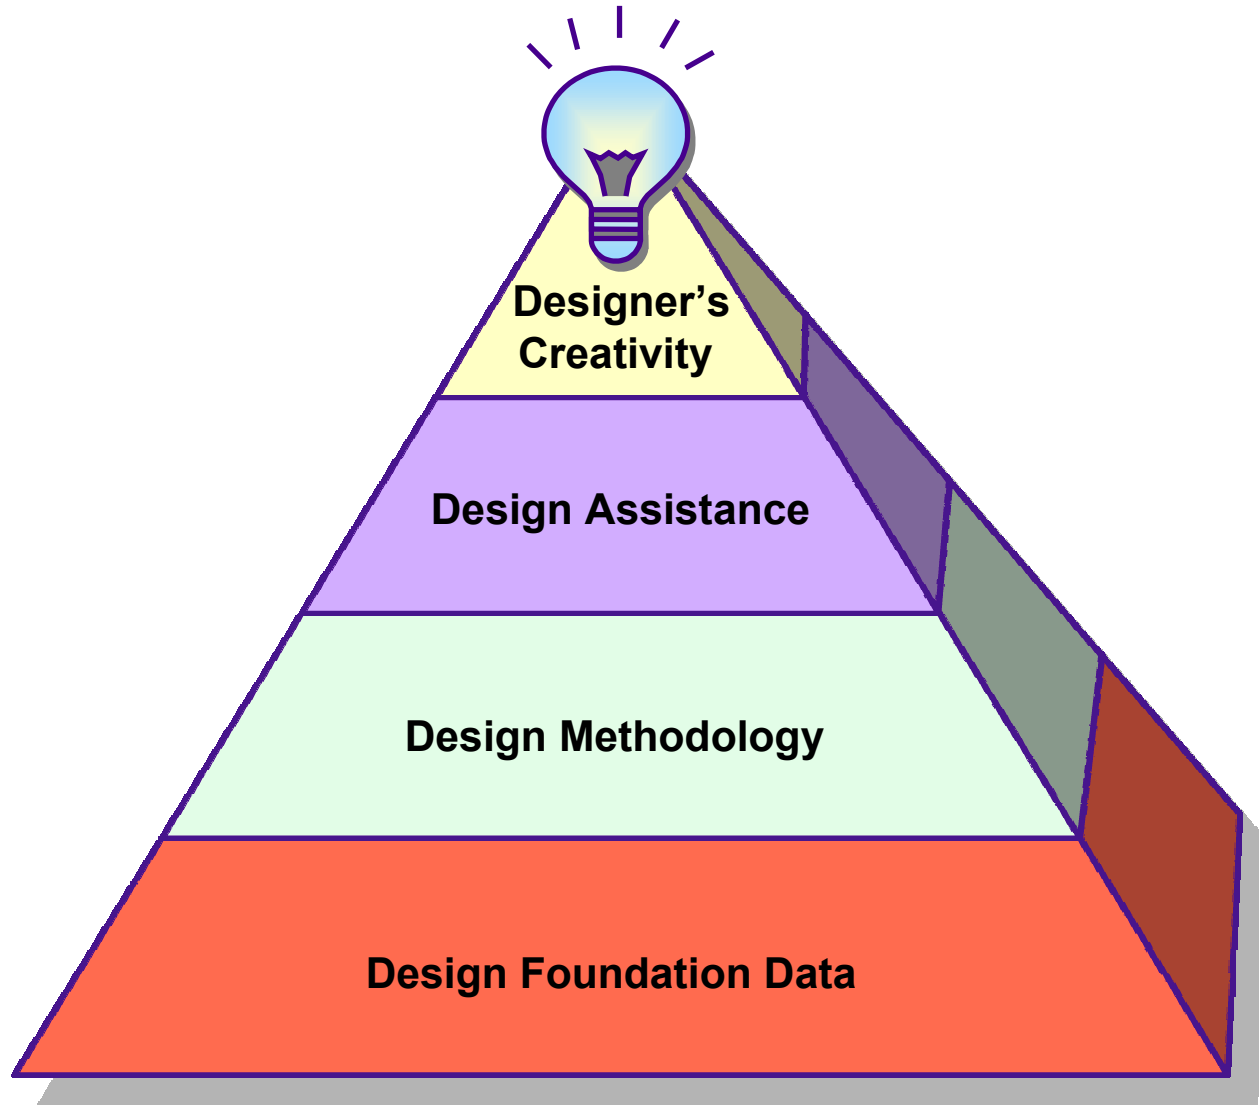 Designer’s
Creativity
Design Assistance
Design Methodology
Design Foundation Data